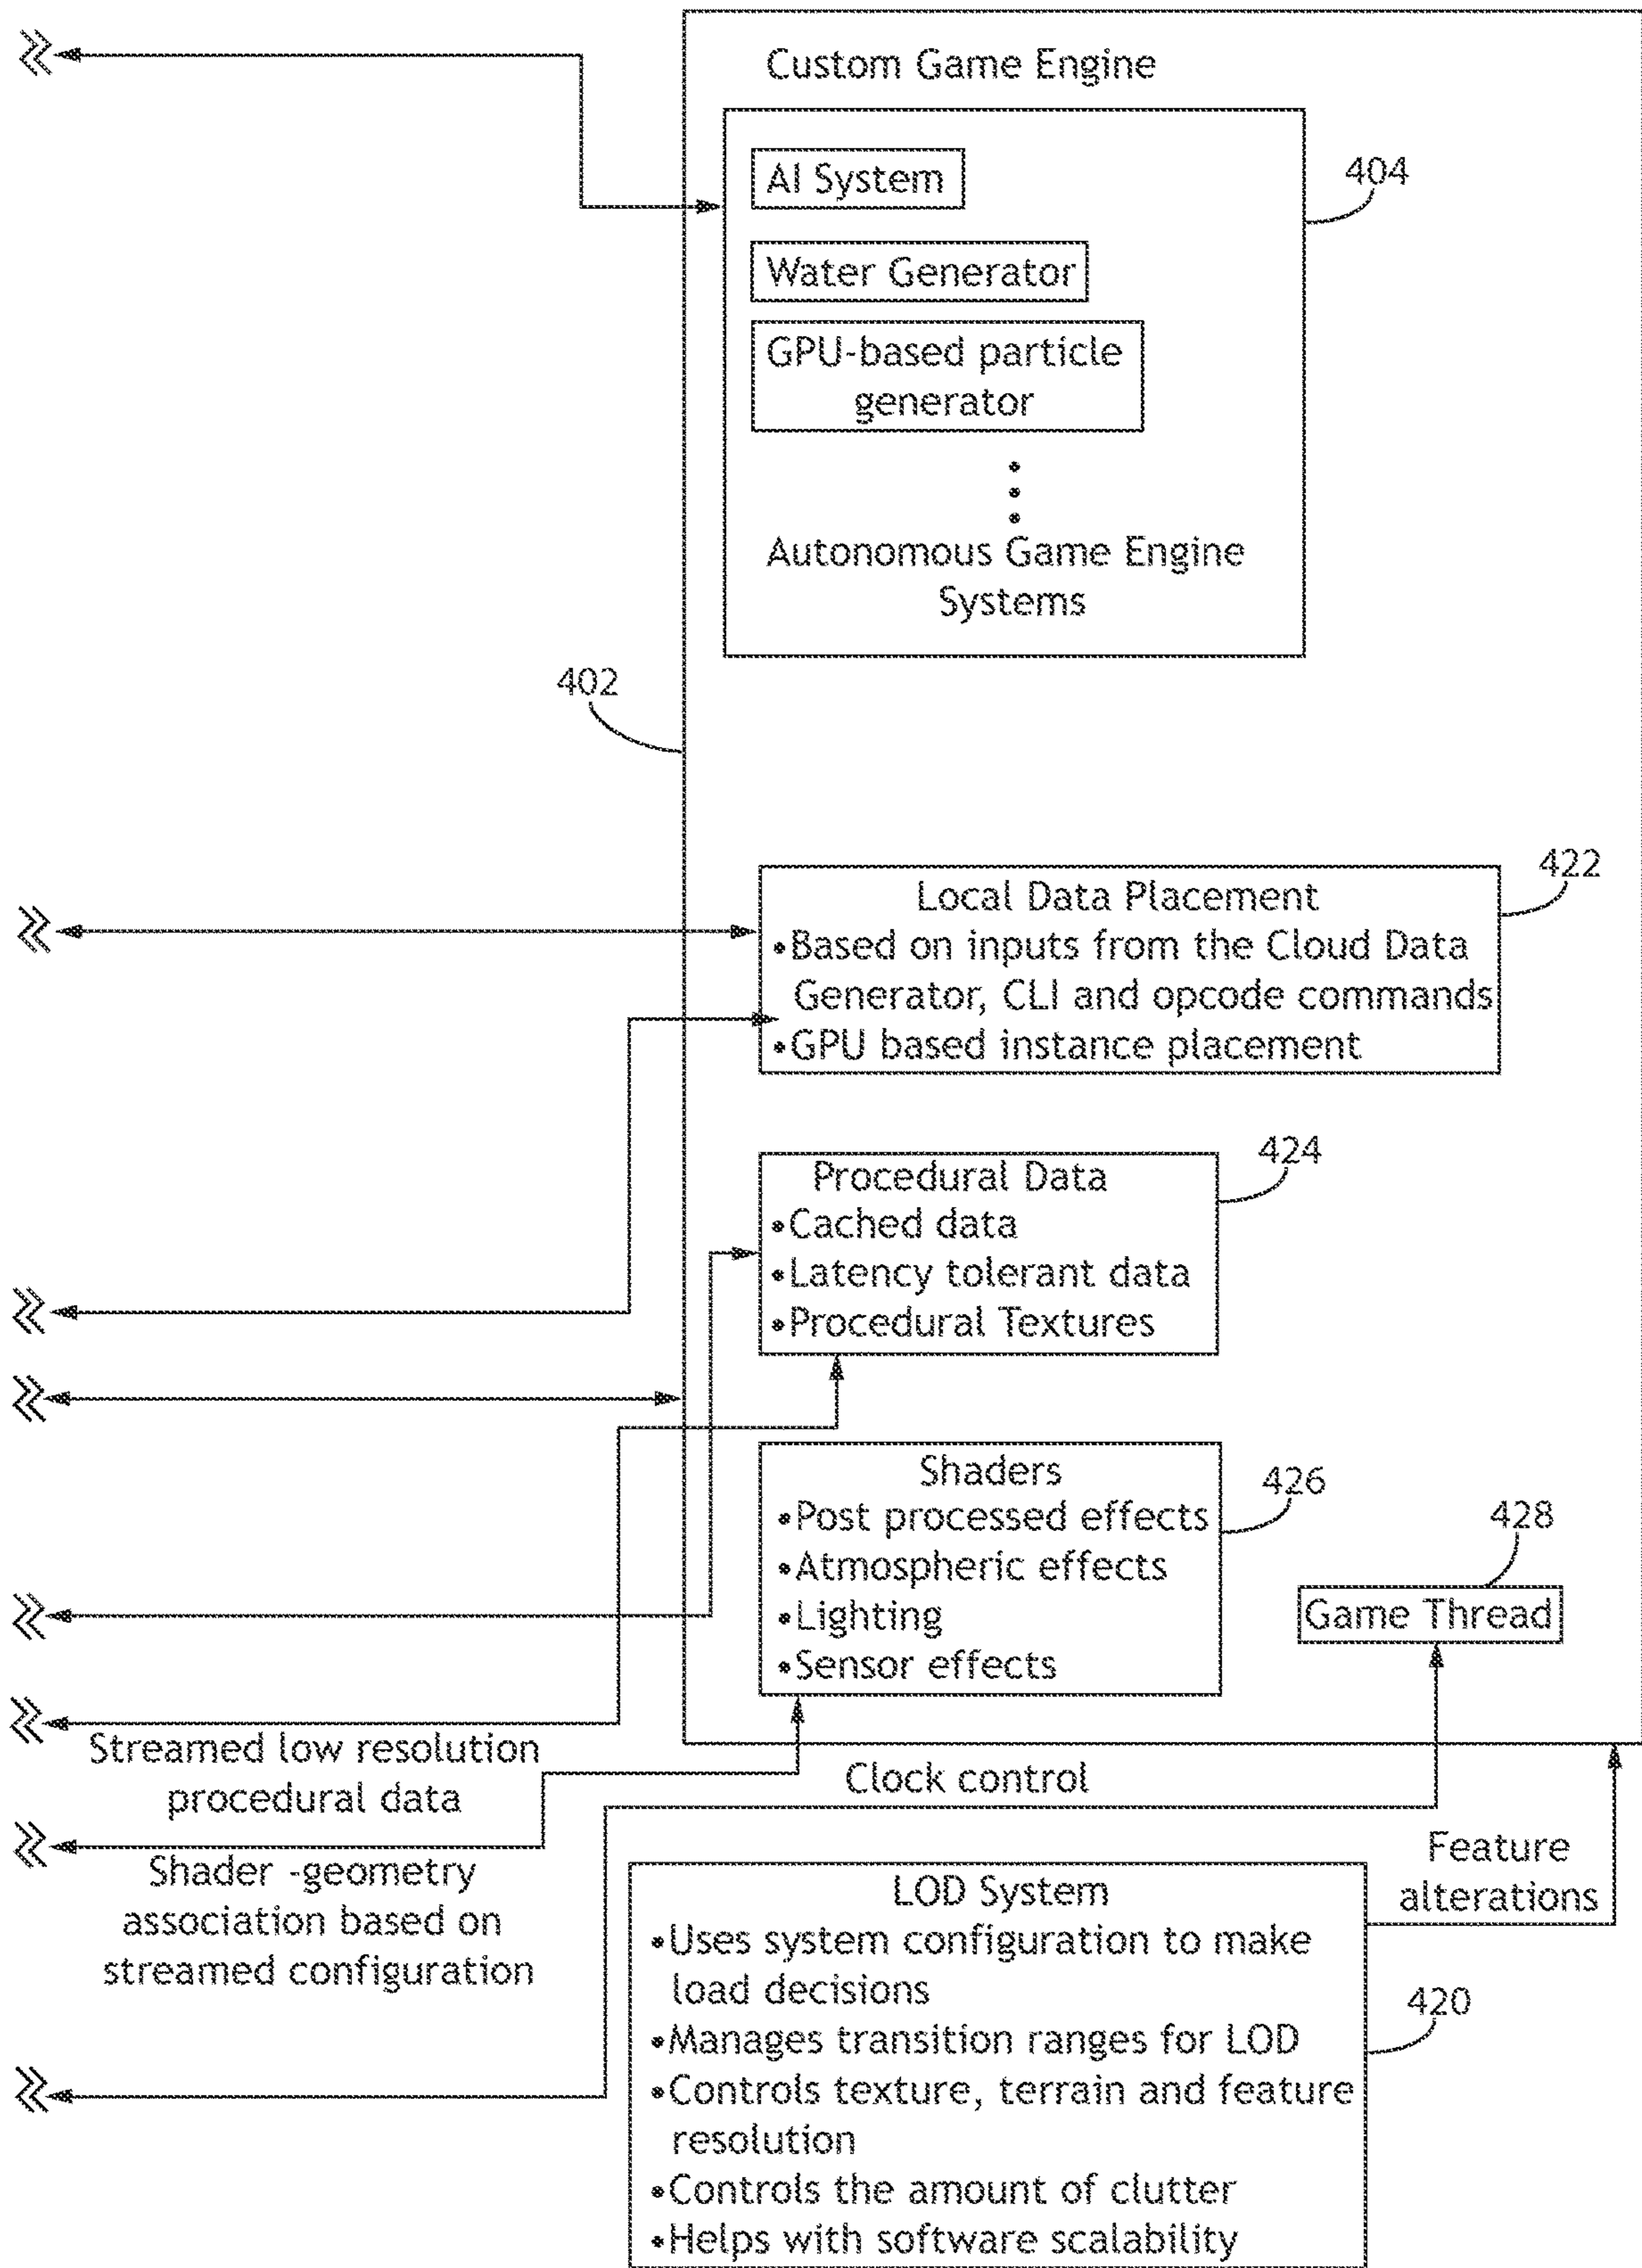 Custom Game Engine
AI System
404
Water Generator
GPU-based particle
generator
Autonomous Game Engine
Systems
402
422
Local Data Placement
•Based on inputs from the Cloud Data
Generator, CLI and opcode commands
•GPU based instance placement
424
Procedural Data
•Cached data
•Latency tolerant data
•Procedural Textures
Shaders
426
•Post processed effects
428
•Atmospheric effects
•Lighting
Game Thread
•Sensor effects
Streamed low resolution
procedural data
Clock control
Shader -geometry
association based on
streamed configuration
Feature
alterations
LOD System
•Uses system configuration to make
load decisions
420
•Manages transition ranges for LOD
•Controls texture, terrain and feature
resolution
•Controls the amount of clutter
•Helps with software scalability